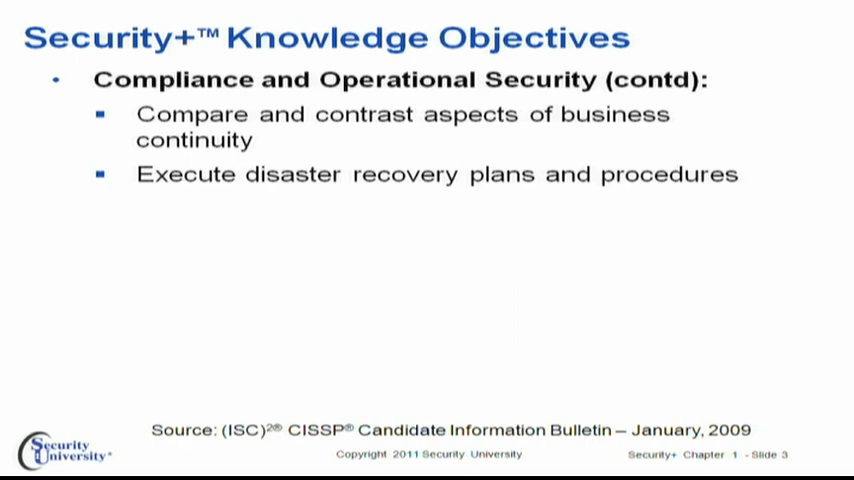 Security+™ Knowledge Objectives
• Compliance and Operational Security (contd):
▪ Compare and contrast aspects of business
continuity
▪ Execute disaster recovery plans and procedures
Source: (ISC)²® CISSP® Candidate Information Bulletin – January, 2009
Security
University
Copyright 2011 Security University
Security+ Chapter 1 - Slide 3